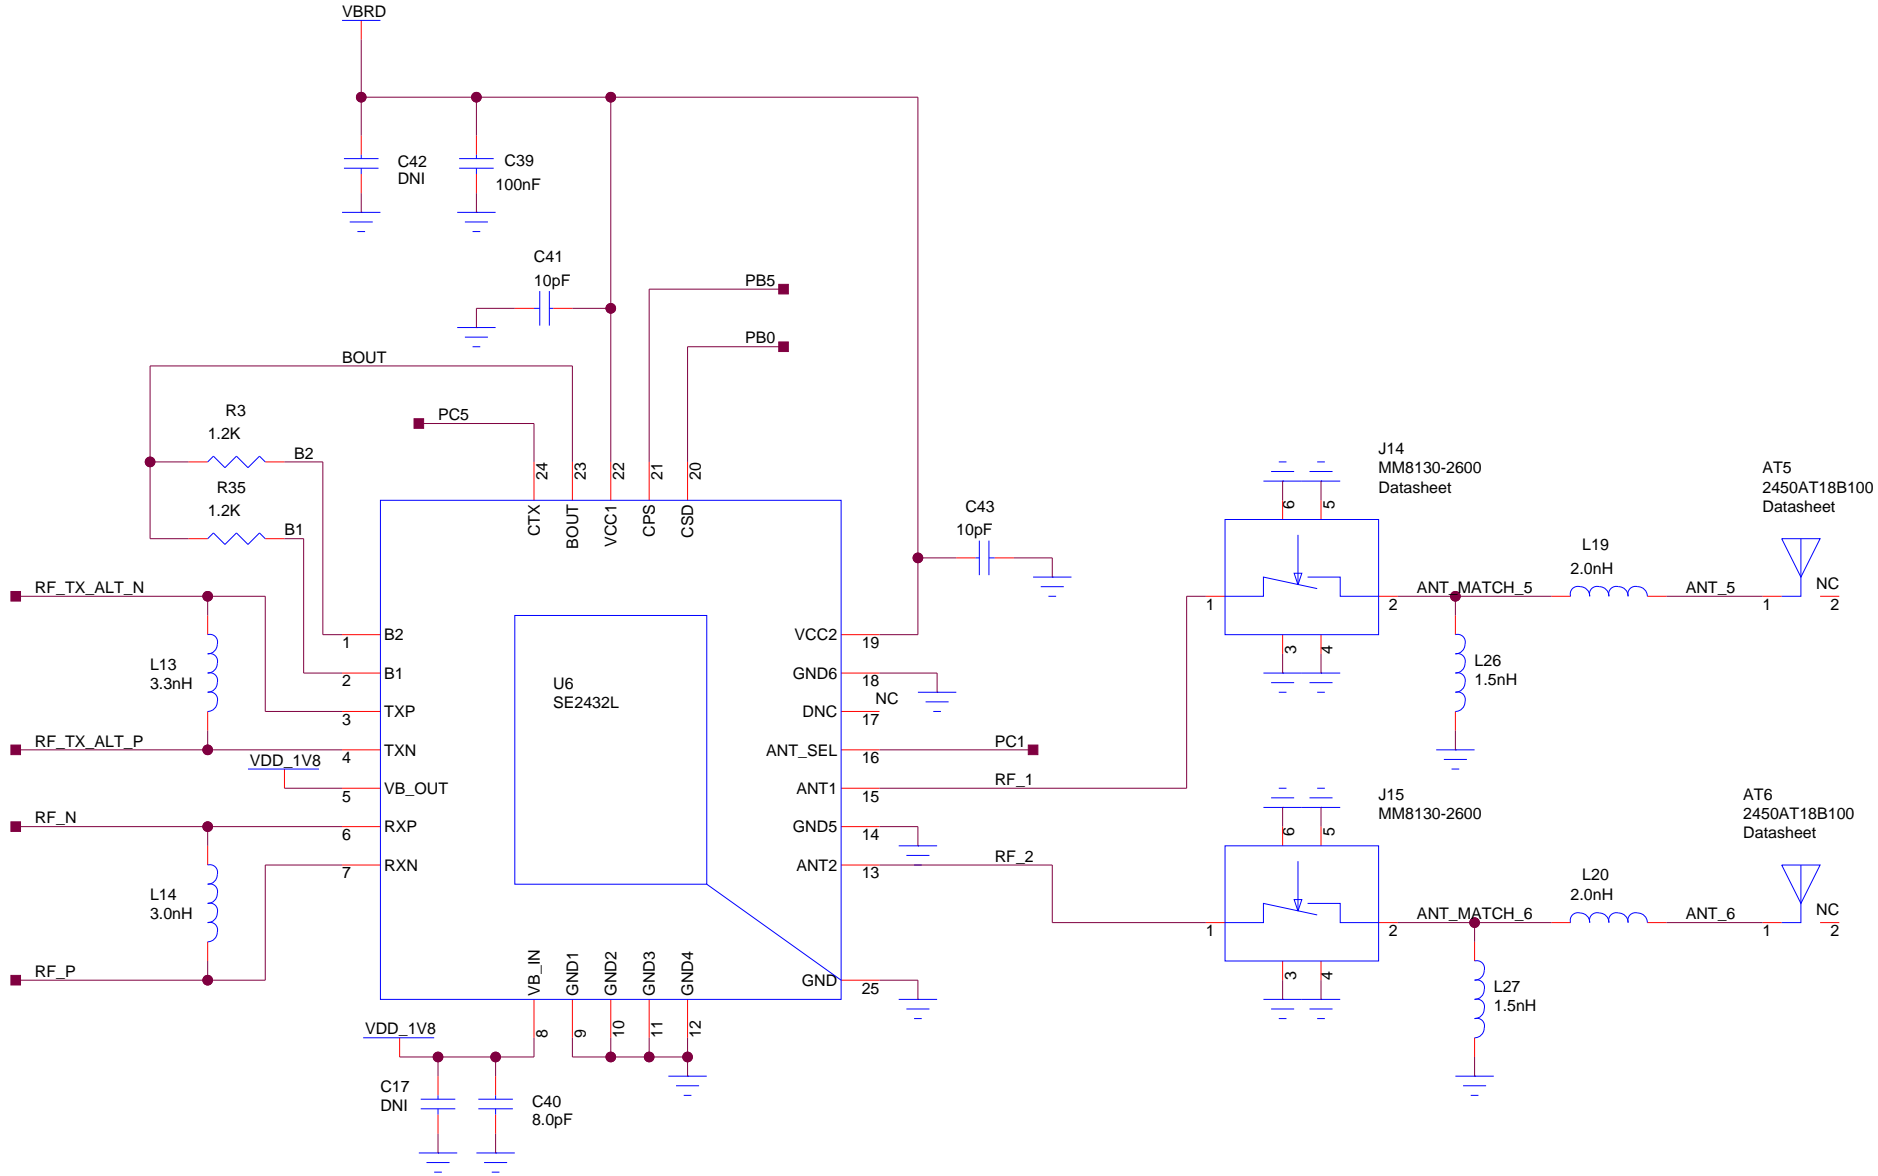 VBRD
C42
DNI
C39
100nF
C41
10pF
PB5
PB0
BOUT
PC5
R3
1.2K
B2
R35
1.2K
B1
24
23
22
21
20
CTX
BOUT
VCC1
CPS
CSD
C43
10pF
J14
MM8130-2600
Datasheet
6
5
AT5
2450AT18B100
Datasheet
L19
2.0nH
RF_TX_ALT_N
1
2
ANT_MATCH_5
ANT_5
1
NC
2
3
4
L26
1.5nH
L13
3.3nH
1
B2
2
B1
3
TXP
RF_TX_ALT_P
4
TXN
VDD_1V8
5
VB_OUT
RF_N
6
RXP
7
RXN
U6
SE2432L
VCC2
19
GND6
18
NC
DNC
17
ANT_SEL
16
PC1
ANT1
15
RF_1
GND5
14
ANT2
13
RF_2
J15
MM8130-2600
6
5
AT6
2450AT18B100
Datasheet
L20
2.0nH
1
2
ANT_MATCH_6
ANT_6
1
NC
2
3
4
L27
1.5nH
L14
3.0nH
RF_P
VB_IN
GND1
GND2
GND3
GND4
GND
25
8
9
10
11
12
VDD_1V8
C17
DNI
C40
8.0pF